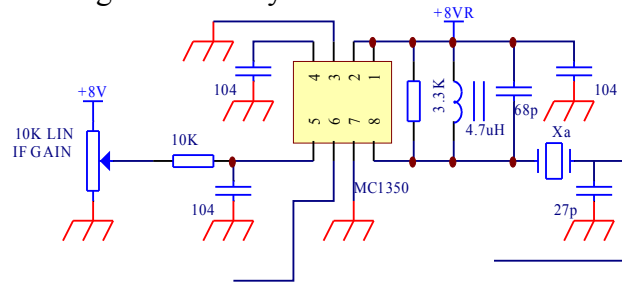 +8VR
104
4 3 2 1
104
+8V
3.3K
68p
4.7uH
10K LIN
IF GAIN
10K
5 6 7 8
Xa
MC1350
104
27p